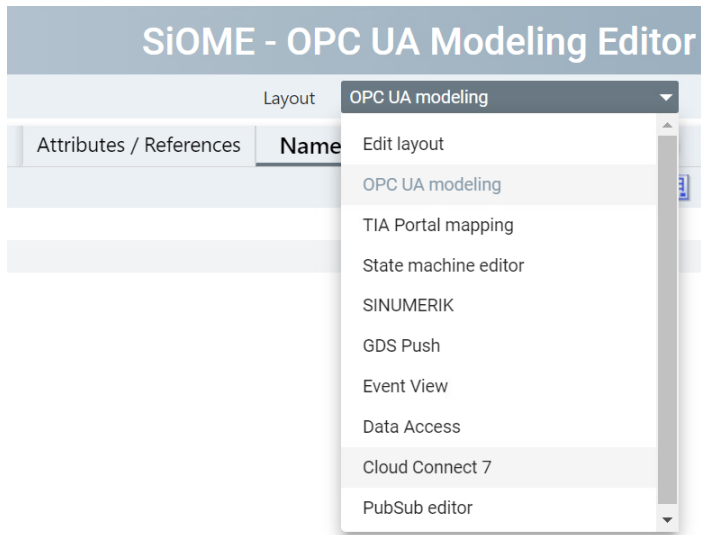 SiOME - OPC UA Modeling Editor
Layout OPC UA modeling
Attributes / References Name
Edit layout
OPC UA modeling
TIA Portal mapping
State machine editor
SINUMERIK
GDS Push
Event View
Data Access
Cloud Connect 7
PubSub editor